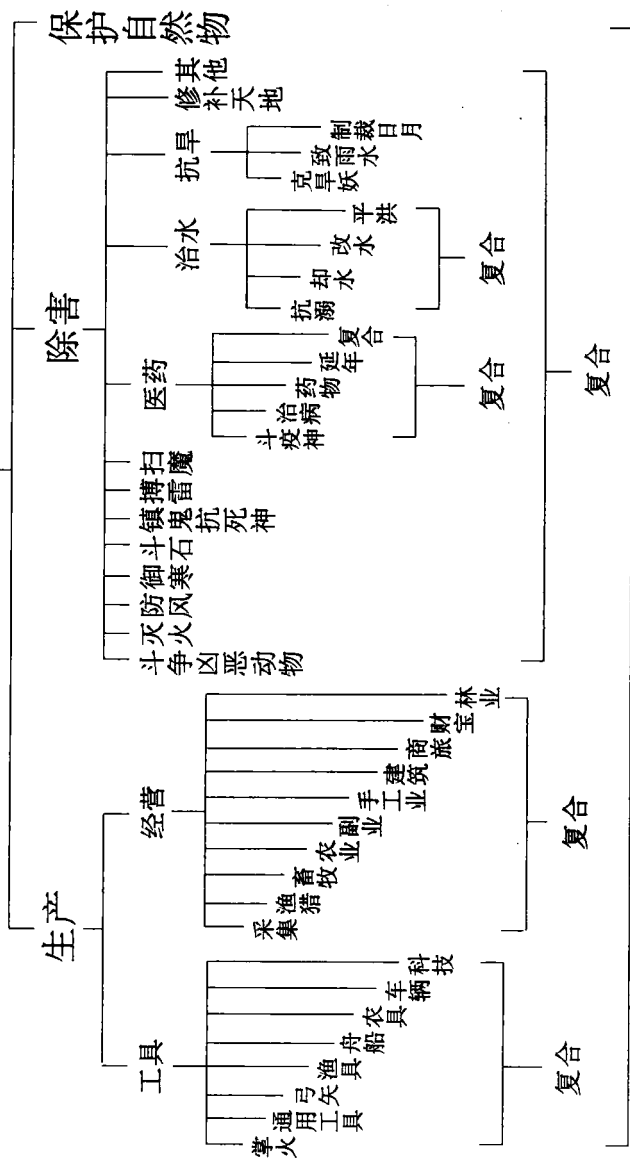 生产
除害
保护自然物
工具
经营
掌火
通用工具
弓矢
渔具
舟船
农具
车辆
科技
复合
采集
渔猎
畜牧
农业
副业
手工业
建筑
商旅
财宝
林业
复合
斗争凶恶动物
灭火
防风
御寒
斗石
镇鬼抗死神
搏雷
扫魔
医药
治水
抗旱
修补天地
其他
斗疫神
治病
药物
延年
复合
复合
抗溺
却水
改水
平洪
复合
克旱妖
致雨水
制裁日月
复合